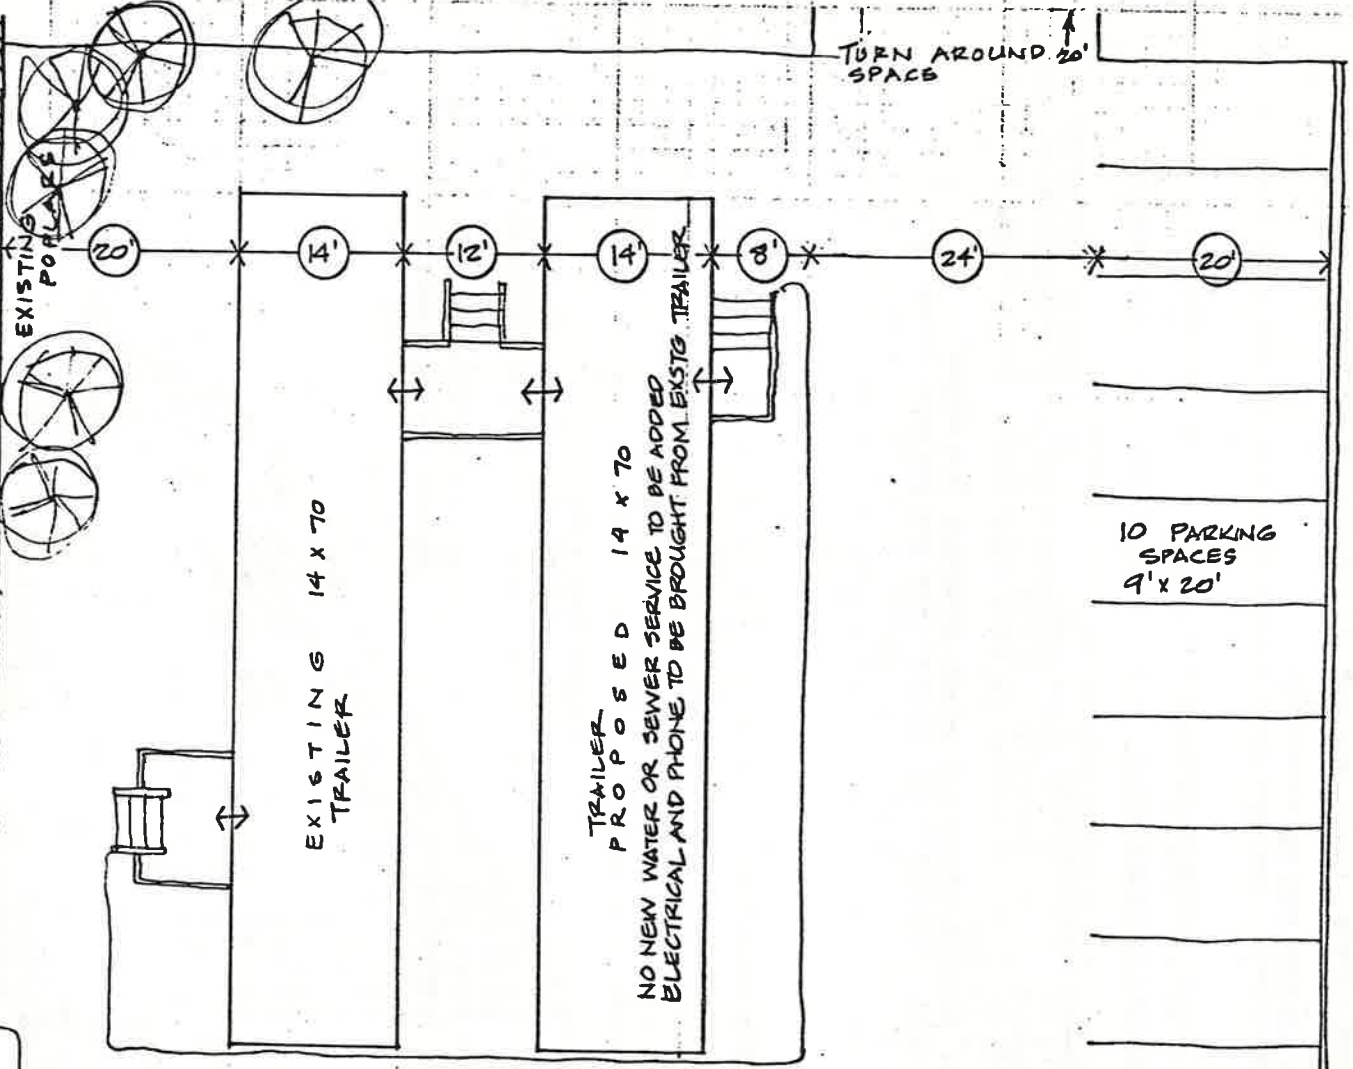 TURN AROUND 20'
SPACE
EXISTING
POPLARS
20'
14'
12'
14'
8'
24'
20'
EXISTING 14 X 70
TRAILER
TRAILER
PROPOSED 14 X 70
NO NEW WATER OR SEWER SERVICE TO BE ADDED
ELECTRICAL AND PHONE TO BE BROUGHT FROM EXSTG TRAILER
10 PARKING
SPACES
9' X 20'